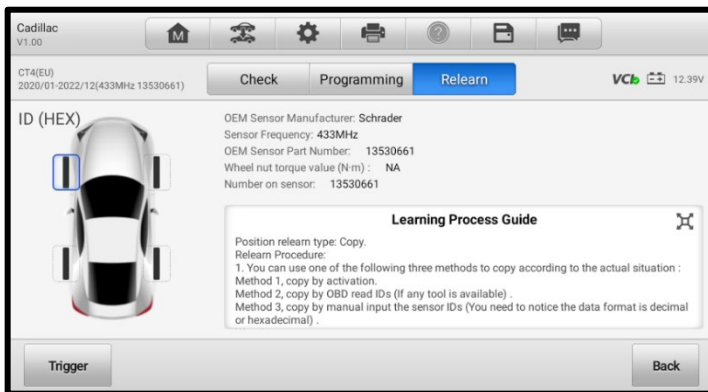 Cadillac
V1.00
M
?
CT4(EU)
2020/01-2022/12(433MHz 13530661)
Check
Programming
Relearn
VCI
12.39V
ID (HEX)
OEM Sensor Manufacturer: Schrader
Sensor Frequency: 433MHz
OEM Sensor Part Number: 13530661
Wheel nut torque value (N·m) : NA
Number on sensor: 13530661
Learning Process Guide
Position relearn type: Copy.
Relearn Procedure:
1. You can use one of the following three methods to copy according to the actual situation :
Method 1, copy by activation.
Method 2, copy by OBD read IDs (If any tool is available) .
Method 3, copy by manual input the sensor IDs (You need to notice the data format is decimal
or hexadecimal) .
Trigger
Back